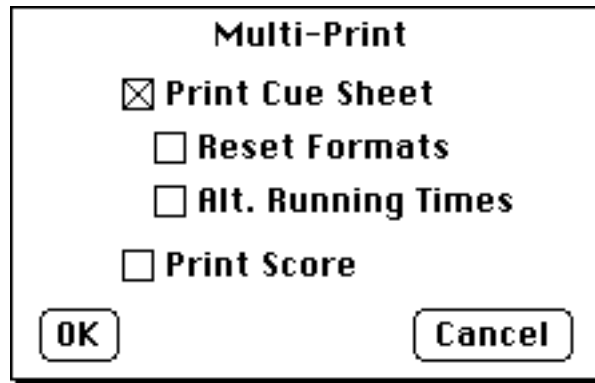 Multi-Print
Print Cue Sheet
Reset Formats
Alt. Running Times
Print Score
OK
Cancel